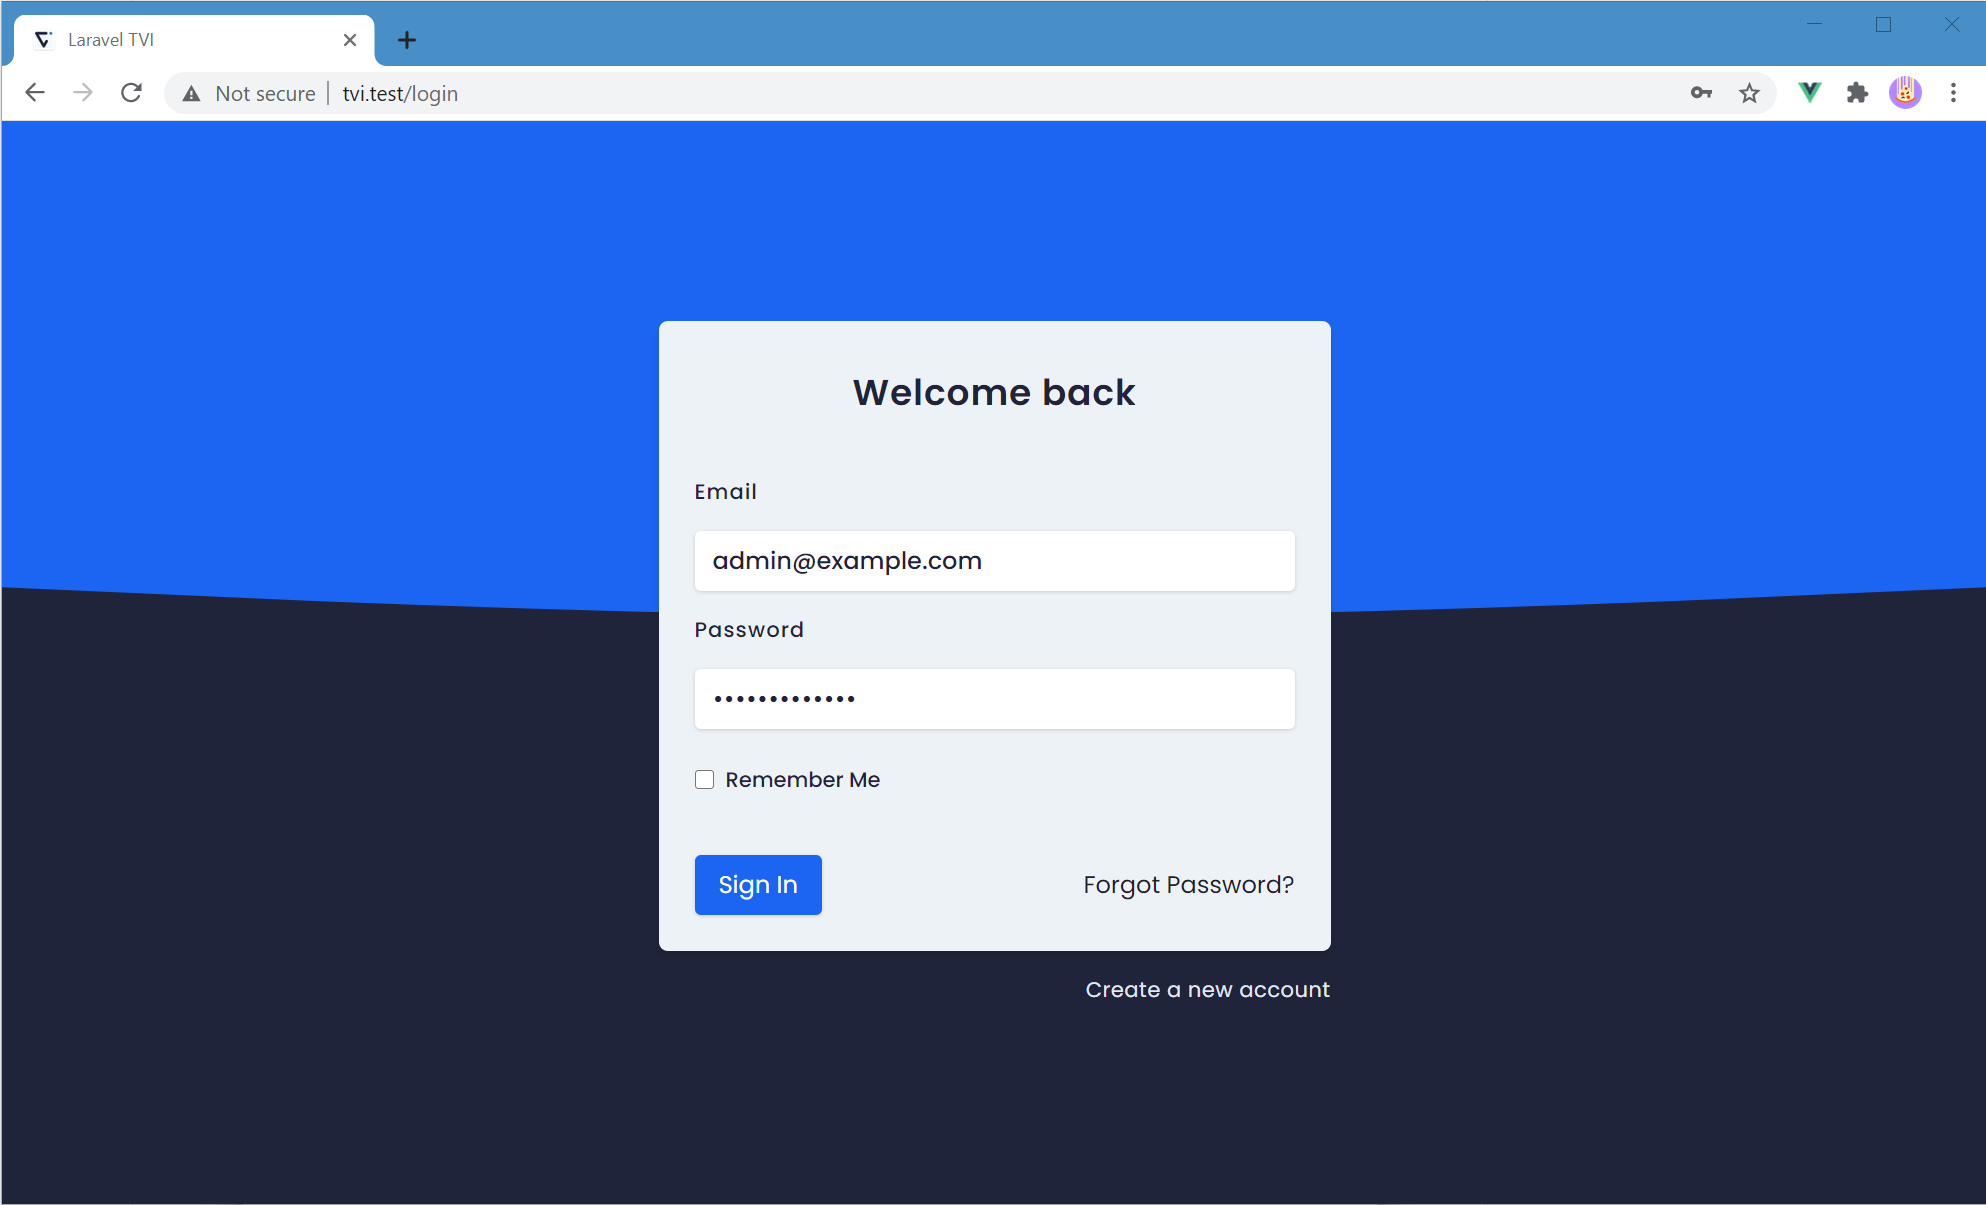 Laravel TVI
Not secure
tvi.test/login
Welcome back
Email
admin@example.com
Password
•••••••••••••
Remember Me
Sign In
Forgot Password?
Create a new account